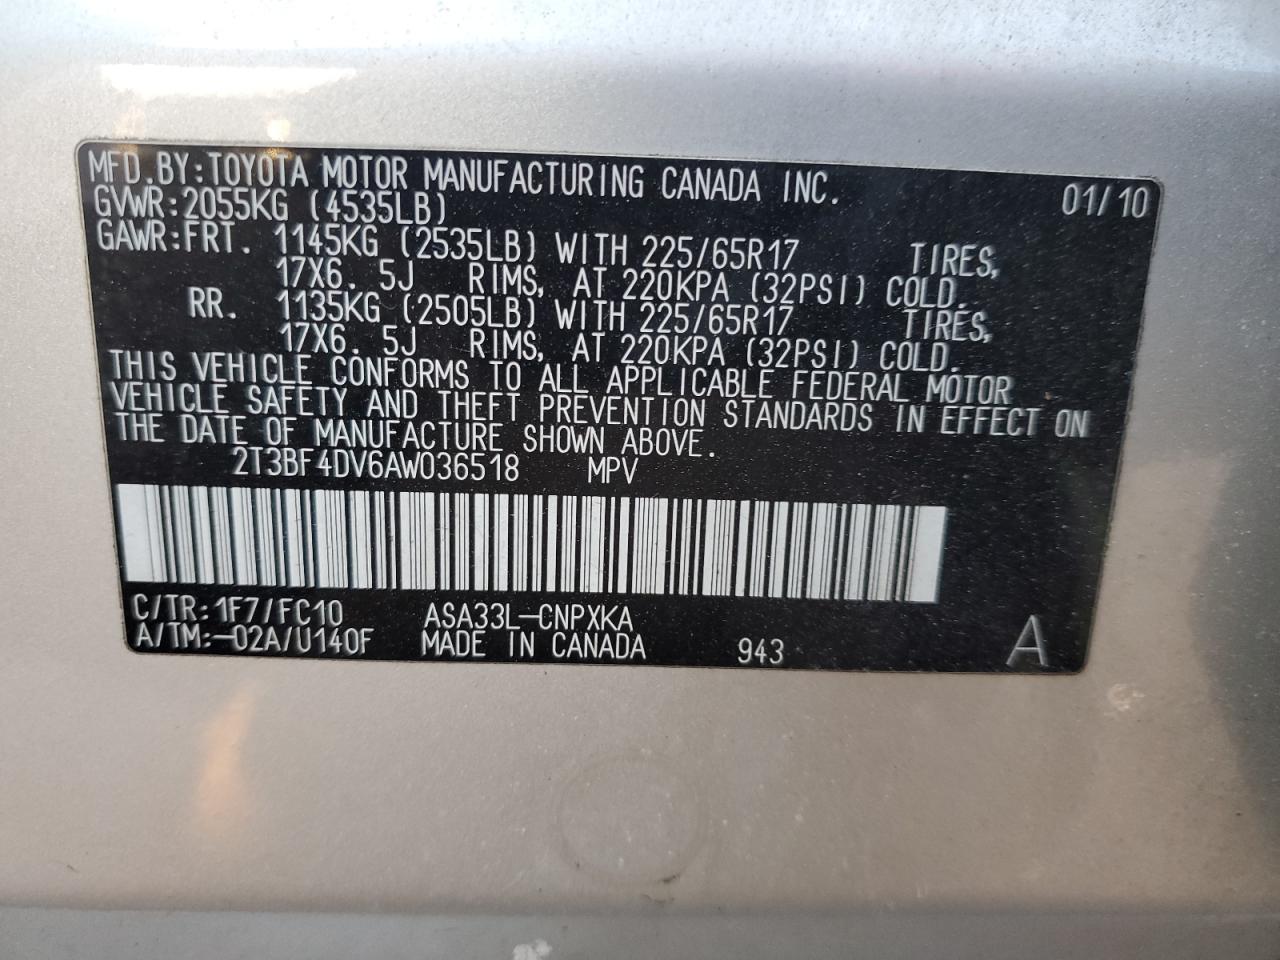 MFD.BY:TOYOTA MOTOR MANUFACTURING CANADA INC. 01/10
GVWR:2055KG (4535LB)
GAWR:FRT. 1145KG (2535LB) WITH 225/65R17 TIRES,
17X6.5J RIMS, AT 220KPA (32PSI) COLD.
RR. 1135KG (2505LB) WITH 225/65R17 TIRES,
17X6.5J RIMS, AT 220KPA (32PSI) COLD.
THIS VEHICLE CONFORMS TO ALL APPLICABLE FEDERAL MOTOR
VEHICLE SAFETY AND THEFT PREVENTION STANDARDS IN EFFECT ON
THE DATE OF MANUFACTURE SHOWN ABOVE.
2T3BF4DV6AW036518 MPV
C/TR:1F7/FC10 ASA33L-CNPXKA
A/TM:-02A/U140F MADE IN CANADA 943 A